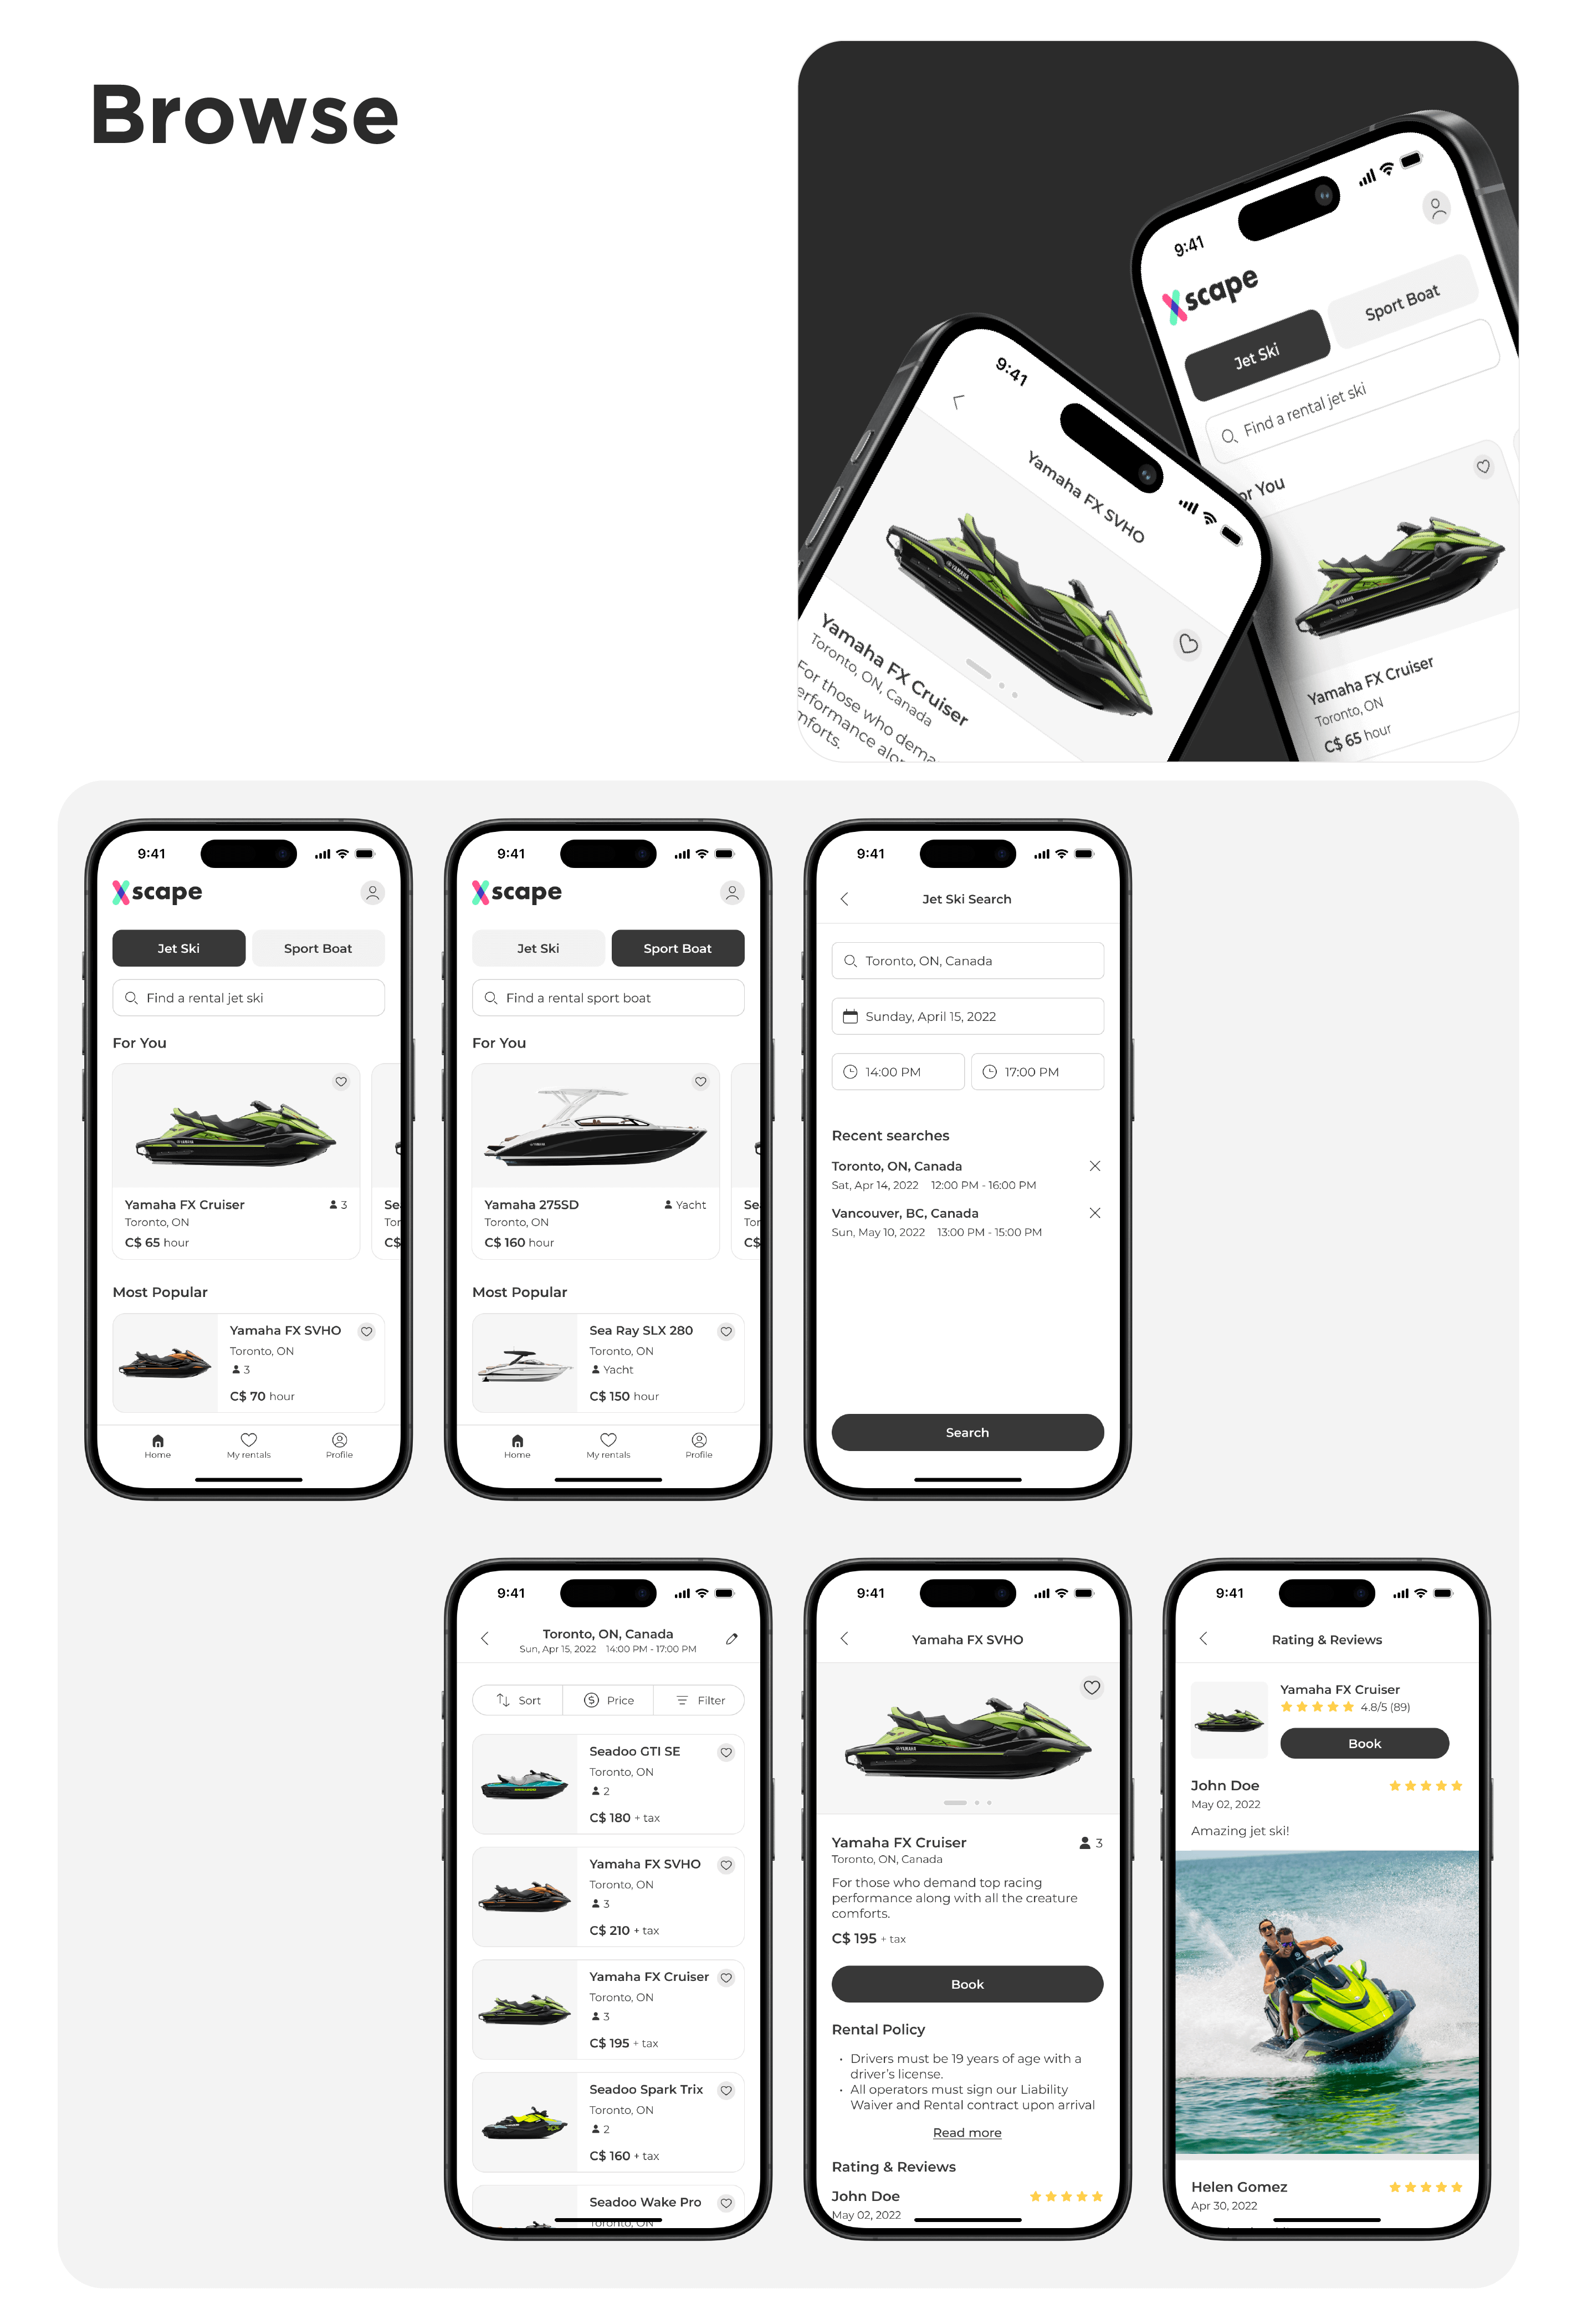 Browse
9:41
Xscape
Jet Ski
Sport Boat
Find a rental jet ski
or You
Yamaha FX Cruiser
Toronto, ON
C$ 65 hour
9:41
Yamaha FX SVHO
YAMAHA
Yamaha FX Cruiser
Toronto, ON, Canada
For those who dema
erformance alo
mforts.
9:41
Xscape
Jet Ski
Sport Boat
Find a rental jet ski
For You
YAMAHA
Yamaha FX Cruiser
3
Toronto, ON
C$ 65 hour
Sea
Tor
C$
Most Popular
Yamaha FX SVHO
Toronto, ON
3
C$ 70 hour
Home
My rentals
Profile
9:41
Xscape
Jet Ski
Sport Boat
Find a rental sport boat
For You
Yamaha 275SD
Yacht
Toronto, ON
C$ 160 hour
Sea
Tor
C$
Most Popular
Sea Ray SLX 280
Toronto, ON
Yacht
C$ 150 hour
Home
My rentals
Profile
9:41
Jet Ski Search
Toronto, ON, Canada
Sunday, April 15, 2022
14:00 PM
17:00 PM
Recent searches
Toronto, ON, Canada
Sat, Apr 14, 2022 12:00 PM - 16:00 PM
Vancouver, BC, Canada
Sun, May 10, 2022 13:00 PM - 15:00 PM
Search
9:41
Toronto, ON, Canada
Sun, Apr 15, 2022 14:00 PM - 17:00 PM
Sort
Price
Filter
Seadoo GTI SE
Toronto, ON
2
C$ 180 + tax
Yamaha FX SVHO
Toronto, ON
3
C$ 210 + tax
Yamaha FX Cruiser
Toronto, ON
3
C$ 195 + tax
Seadoo Spark Trix
Toronto, ON
2
C$ 160 + tax
Seadoo Wake Pro
Toronto, ON
9:41
Yamaha FX SVHO
YAMAHA
Yamaha FX Cruiser
3
Toronto, ON, Canada
For those who demand top racing
performance along with all the creature
comforts.
C$ 195 + tax
Book
Rental Policy
• Drivers must be 19 years of age with a
driver's license.
• All operators must sign our Liability
Waiver and Rental contract upon arrival
Read more
Rating & Reviews
John Doe
May 02, 2022
9:41
Rating & Reviews
Yamaha FX Cruiser
4.8/5 (89)
Book
John Doe
May 02, 2022
Amazing jet ski!
Helen Gomez
Apr 30, 2022